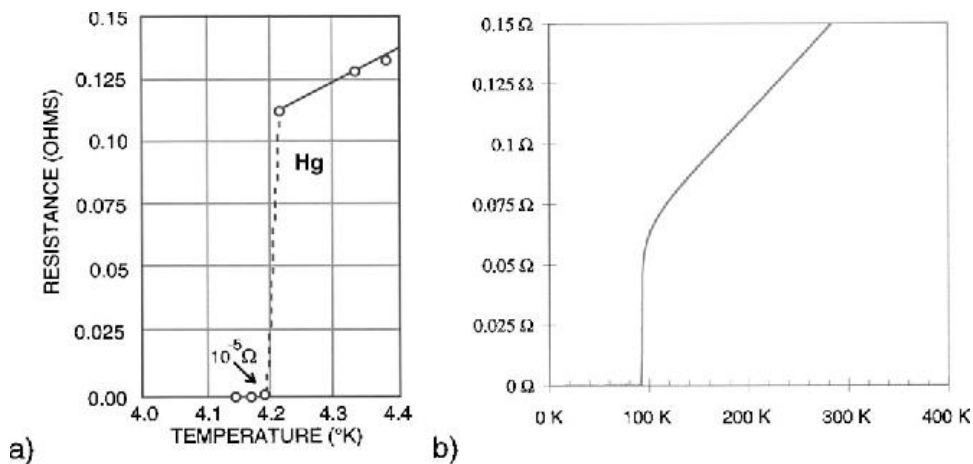 0.15
0.125
0.10
0.075
0.05
0.025
0.00
RESISTANCE (OHMS)
Hg
10⁻⁵Ω
4.0 4.1 4.2 4.3 4.4
TEMPERATURE (°K)
a)
0.15 Ω
0.125 Ω
0.1 Ω
0.075 Ω
0.05 Ω
0.025 Ω
0 Ω
0 K 100 K 200 K 300 K 400 K
b)